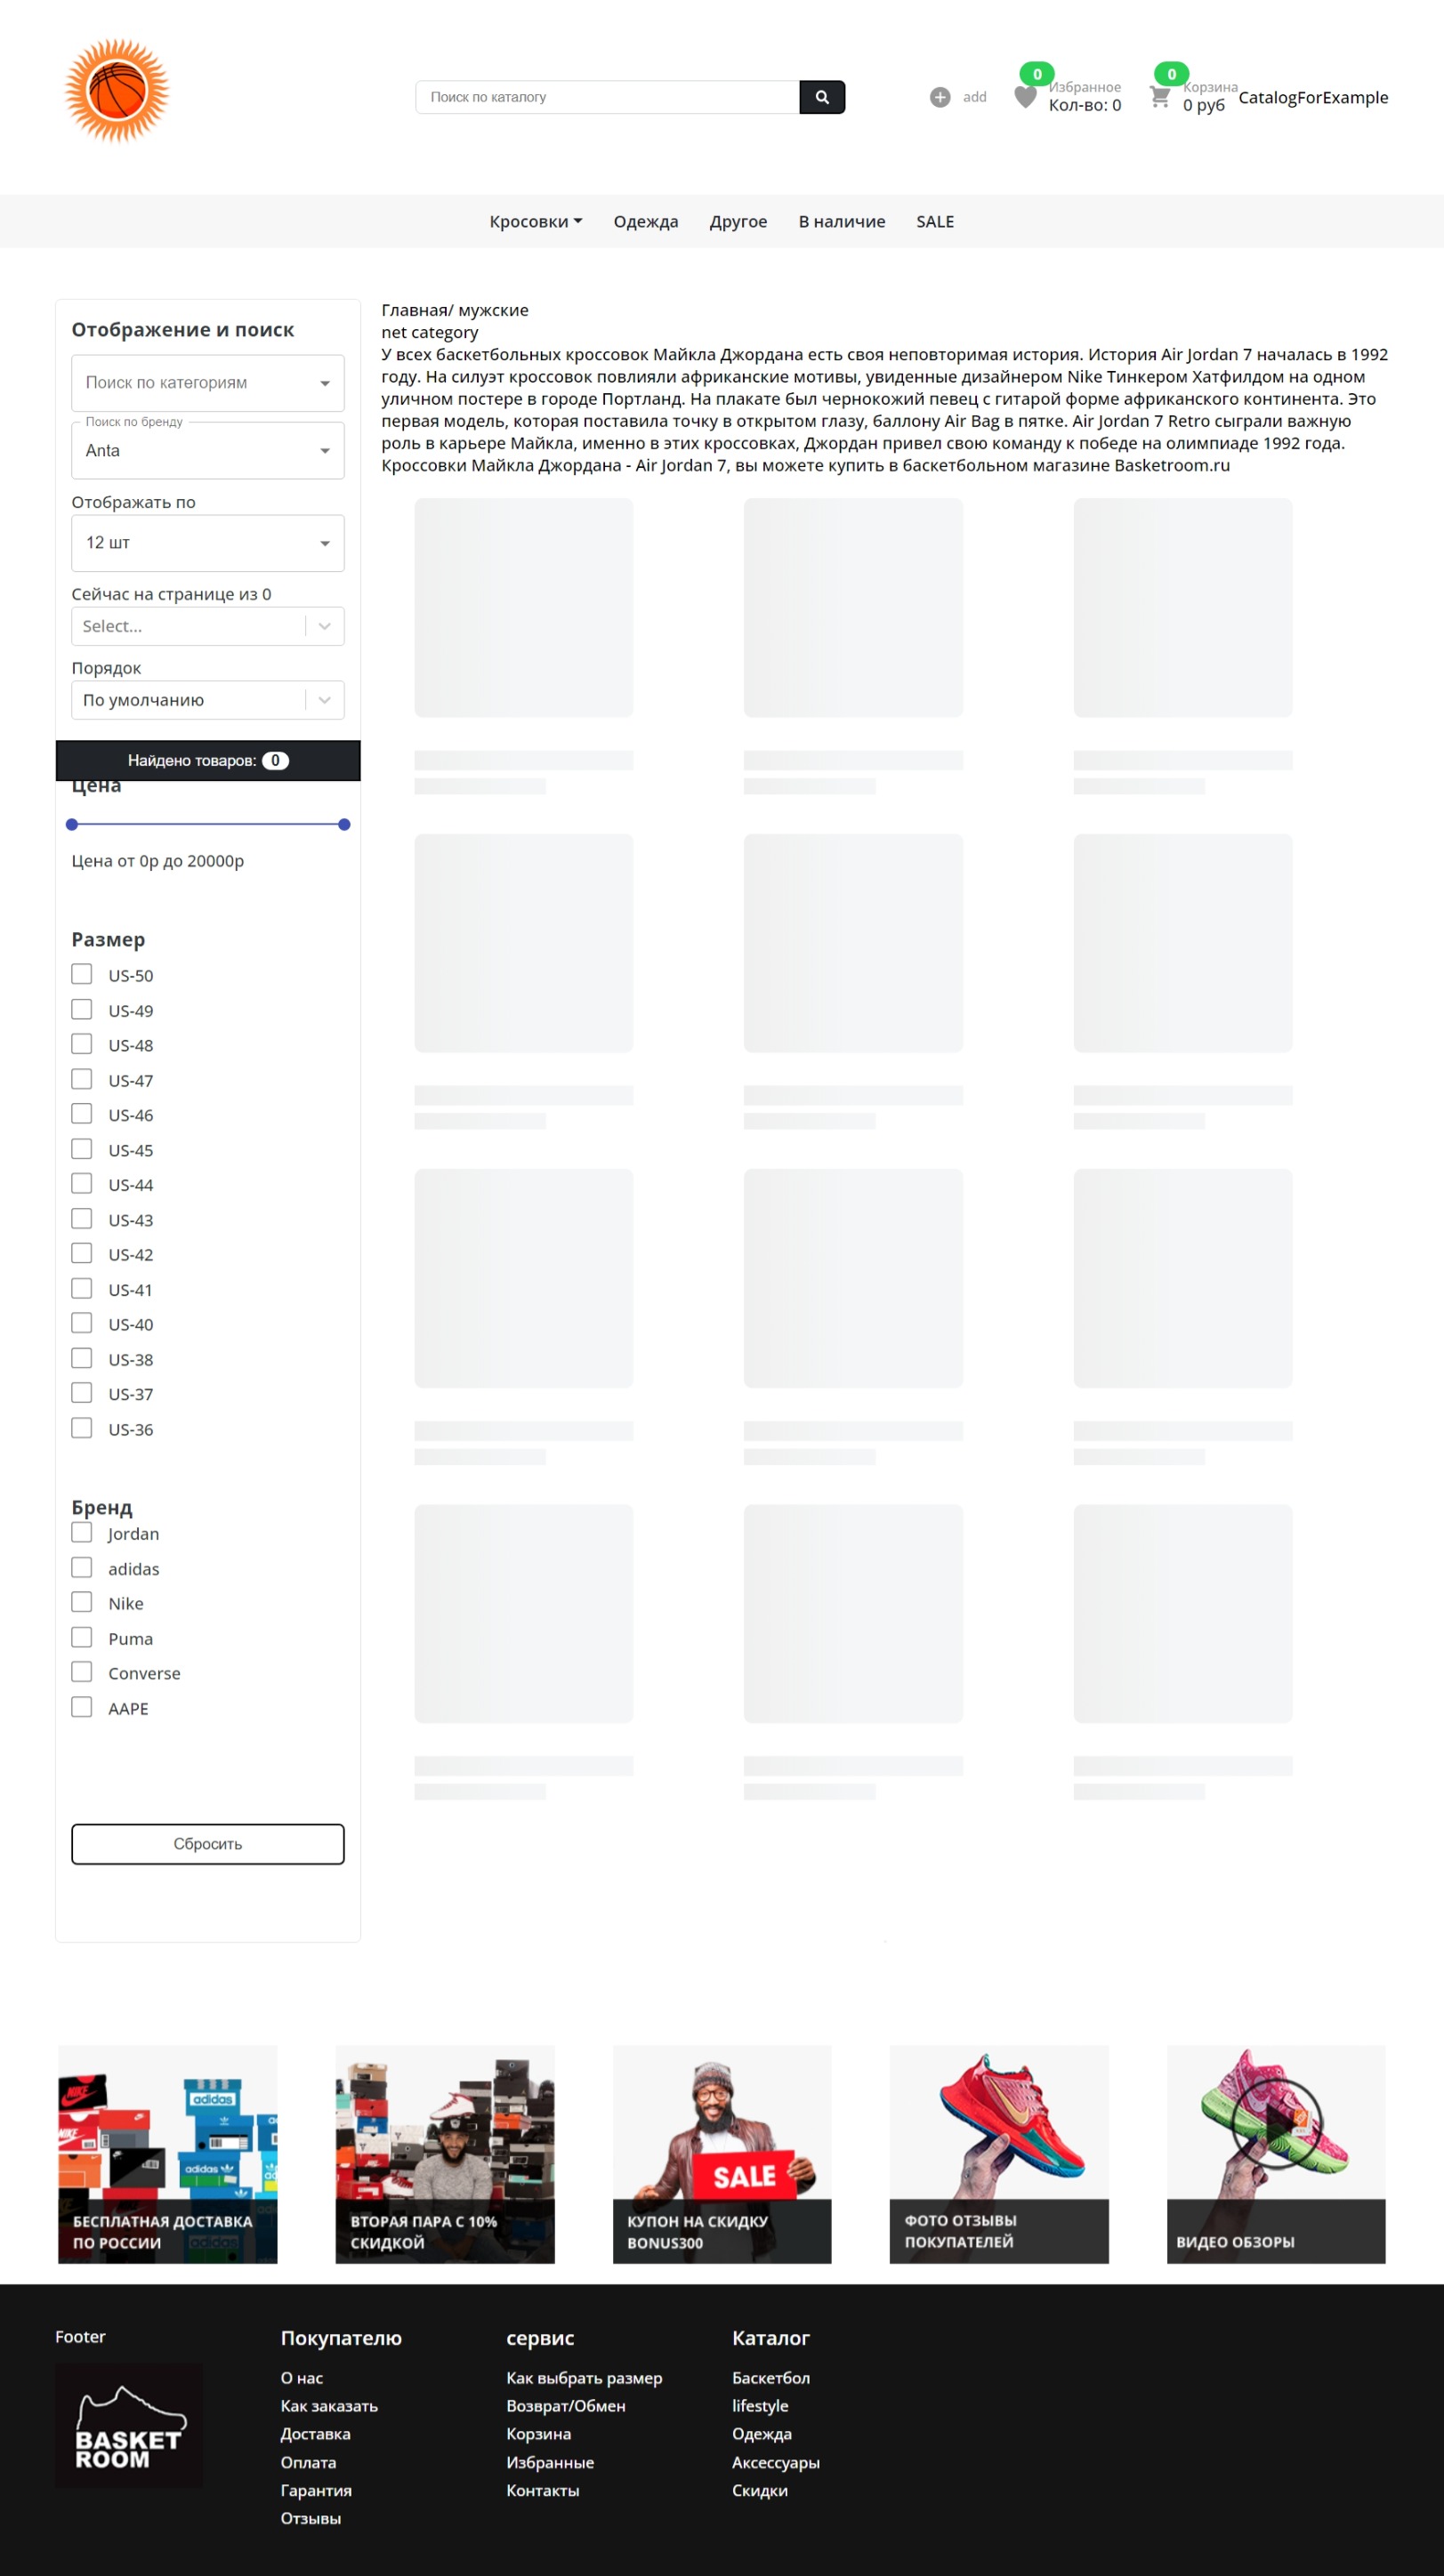 Поиск по каталогу
add
0
Избранное
Кол-во: 0
0
Корзина
0 руб
CatalogForExample
Кросовки
Одежда
Другое
В наличие
SALE
Отображение и поиск
Поиск по категориям
Поиск по бренду
Anta
Отображать по
12 шт
Сейчас на странице из 0
Select...
Порядок
По умолчанию
Найдено товаров: 0
Цена
Цена от 0р до 20000р
Размер
US-50
US-49
US-48
US-47
US-46
US-45
US-44
US-43
US-42
US-41
US-40
US-38
US-37
US-36
Бренд
Jordan
adidas
Nike
Puma
Converse
AAPE
Сбросить
Главная/ мужские
net category
У всех баскетбольных кроссовок Майкла Джордана есть своя неповторимая история. История Air Jordan 7 началась в 1992
году. На силуэт кроссовок повлияли африканские мотивы, увиденные дизайнером Nike Тинкером Хатфилдом на одном
уличном постере в городе Портланд. На плакате был чернокожий певец с гитарой форме африканского континента. Это
первая модель, которая поставила точку в открытом глазу, баллону Air Bag в пятке. Air Jordan 7 Retro сыграли важную
роль в карьере Майкла, именно в этих кроссовках, Джордан привел свою команду к победе на олимпиаде 1992 года.
Кроссовки Майкла Джордана - Air Jordan 7, вы можете купить в баскетбольном магазине Basketroom.ru
NIKE
adidas
adidas
БЕСПЛАТНАЯ ДОСТАВКА
ПО РОССИИ
ВТОРАЯ ПАРА С 10%
СКИДКОЙ
SALE
КУПОН НА СКИДКУ
BONUS300
ФОТО ОТЗЫВЫ
ПОКУПАТЕЛЕЙ
ВИДЕО ОБЗОРЫ
Footer
BASKET
ROOM
Покупателю
О нас
Как заказать
Доставка
Оплата
Гарантия
Отзывы
сервис
Как выбрать размер
Возврат/Обмен
Корзина
Избранные
Контакты
Каталог
Баскетбол
lifestyle
Одежда
Аксессуары
Скидки